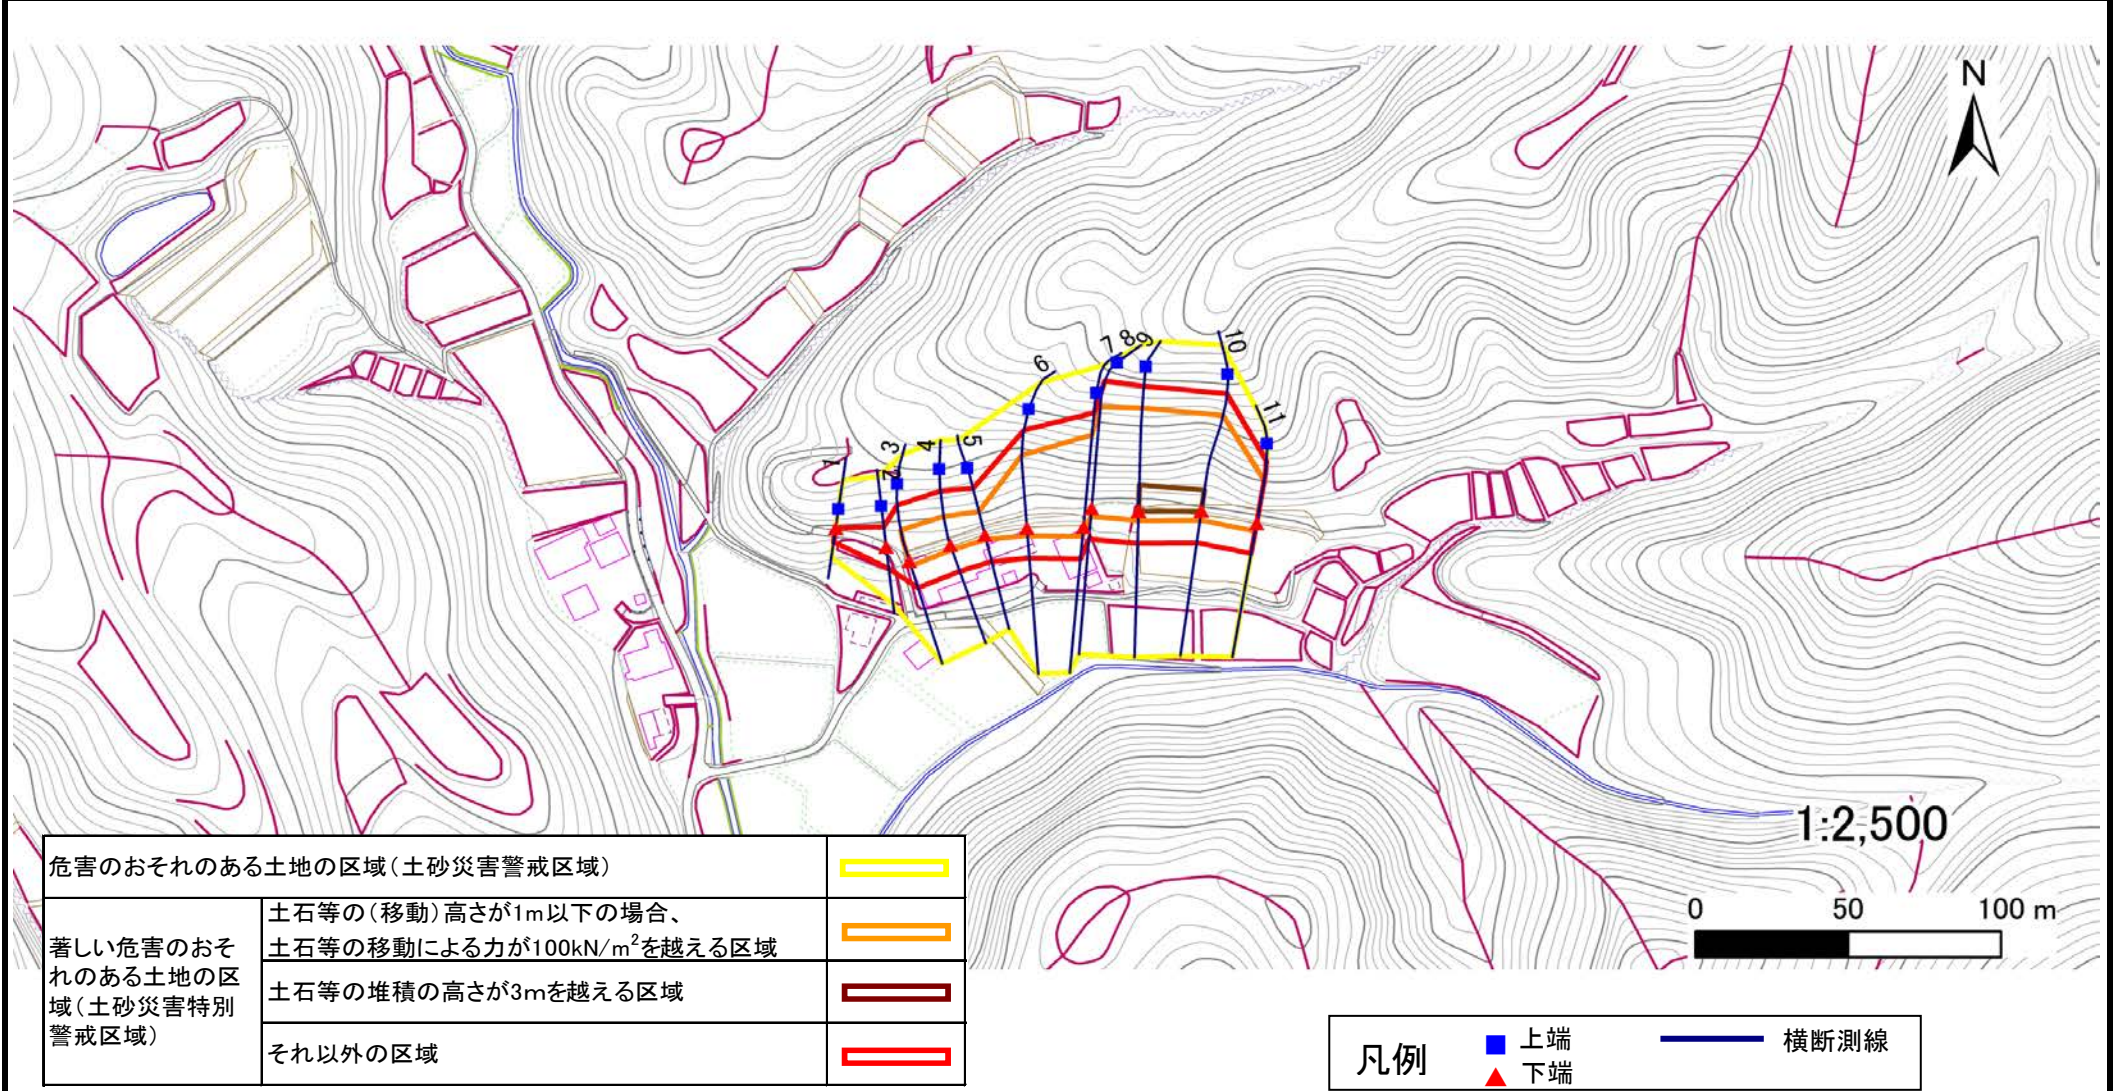 N
1
2
3
4
5
6
7
8
9
10
11
1:2,500
0 50 100 m
危害のおそれのある土地の区域(土砂災害警戒区域)
著しい危害のおそ
れのある土地の区
域(土砂災害特別
警戒区域)
土石等の(移動)高さが1m以下の場合、
土石等の移動による力が100kN/m²を越える区域
土石等の堆積の高さが3mを越える区域
それ以外の区域
凡例
上端
下端
横断測線